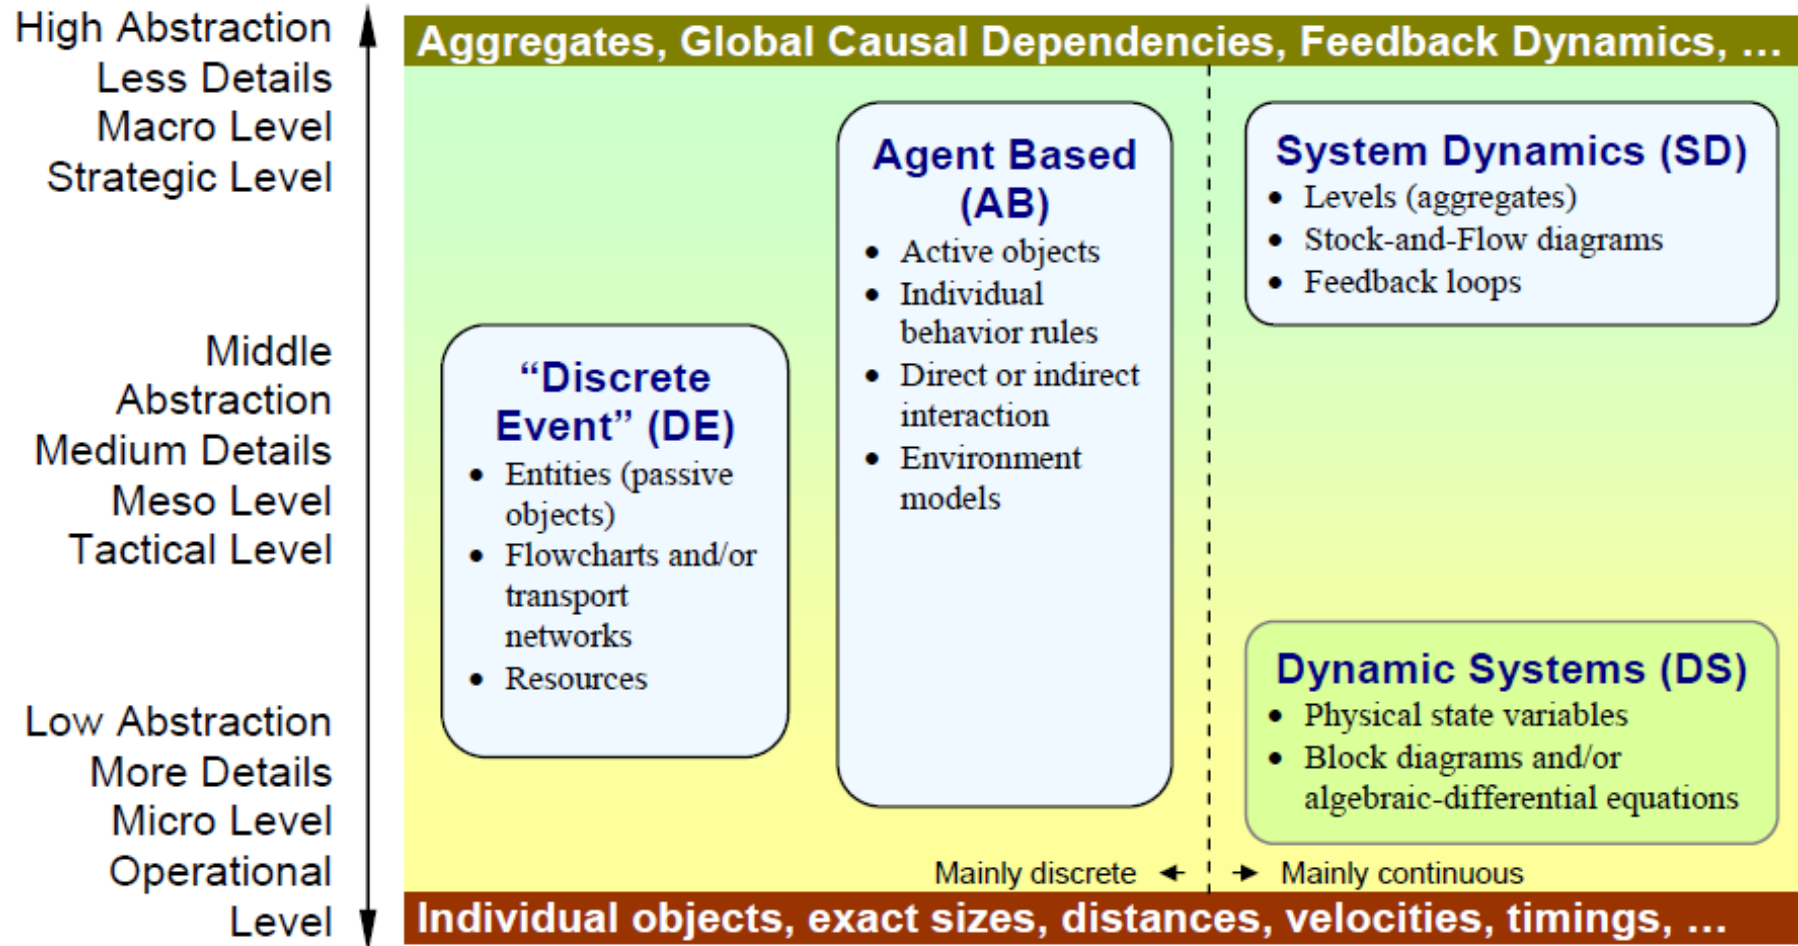 High Abstraction
Less Details
Macro Level
Strategic Level
Middle
Abstraction
Medium Details
Meso Level
Tactical Level
Low Abstraction
More Details
Micro Level
Operational
Level
Aggregates, Global Causal Dependencies, Feedback Dynamics, ...
“Discrete
Event” (DE)
• Entities (passive
objects)
• Flowcharts and/or
transport
networks
• Resources
Agent Based
(AB)
• Active objects
• Individual
behavior rules
• Direct or indirect
interaction
• Environment
models
System Dynamics (SD)
• Levels (aggregates)
• Stock-and-Flow diagrams
• Feedback loops
Dynamic Systems (DS)
• Physical state variables
• Block diagrams and/or
algebraic-differential equations
Mainly discrete
Mainly continuous
Individual objects, exact sizes, distances, velocities, timings, ...